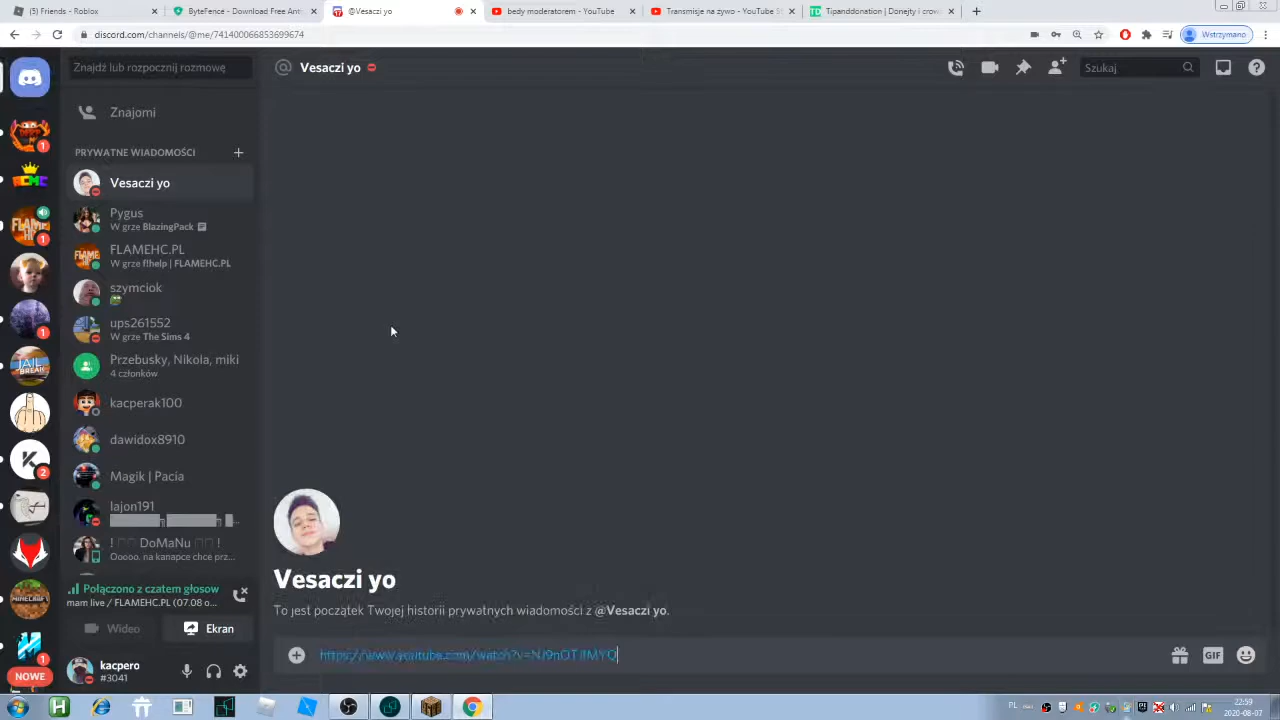 (5) Friends - Roblox
ByteFence - Download Free Anti
@Vesaczi yo
bedy moderatorem - YouTube
Transmisje na żywo - YouTube St
Tipanddonation | Donejty i crowd
discord.com/channels/@me/741400066853699674
Wstrzymano
Znajdź lub rozpocznij rozmowę
Vesaczi yo
Szukaj
Znajomi
PRYWATNE WIADOMOŚCI
Vesaczi yo
Pygus
W grze BlazingPack
FLAMEHC.PL
W grze f!help | FLAMEHC.PL
szymciok
ups261552
W grze The Sims 4
Przebusky, Nikola, miki
4 członków
kacperak100
dawidox8910
Magik | Pacia
lajon191
! DoMaNu !
Ooooo. na kanapce chce prz...
Połączono z czatem głosow
mam live / FLAMEHC.PL (07.08 o...
Wideo
Ekran
kacpero
#3041
NOWE
Vesaczi yo
To jest początek Twojej historii prywatnych wiadomości z @Vesaczi yo.
GIF
PL
22:59
2020-08-07